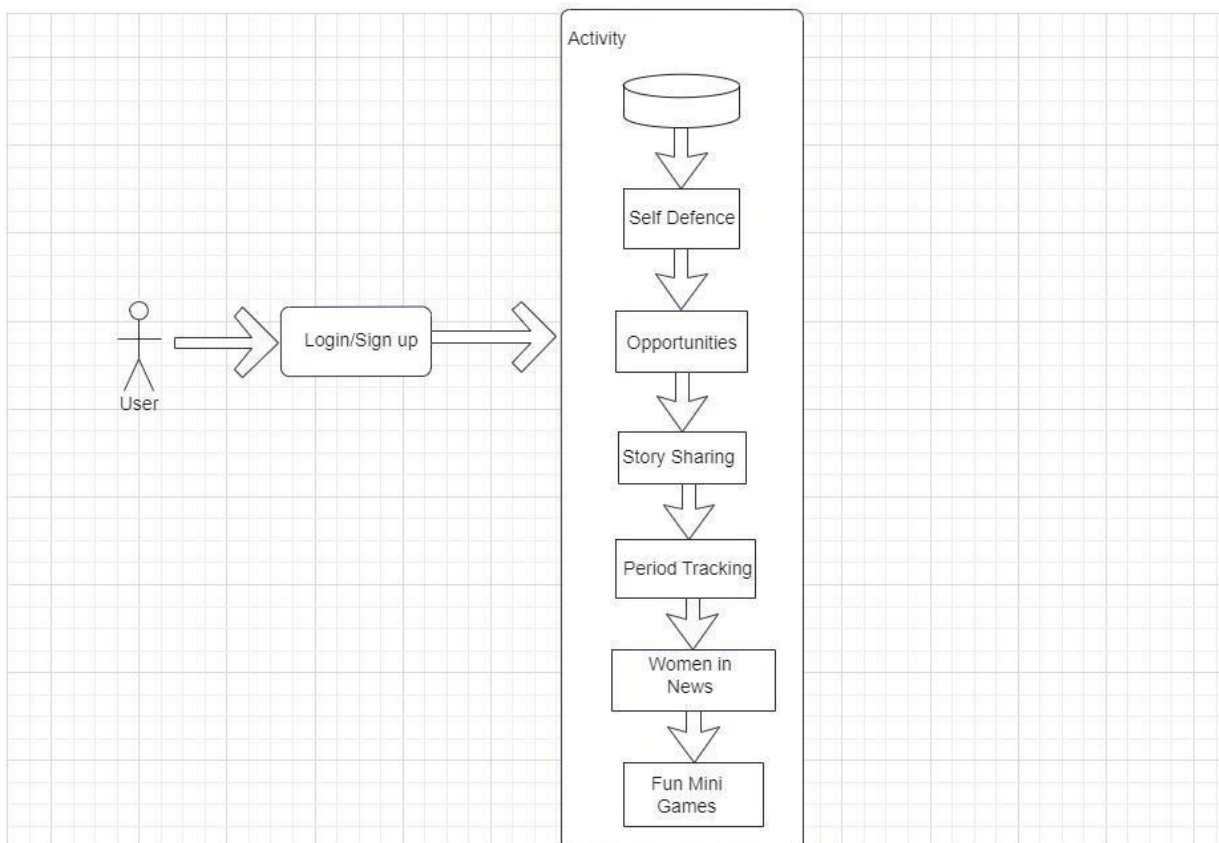 Activity
Self Defence
Opportunities
Login/Sign up
User
Story Sharing
Period Tracking
Women in
News
Fun Mini
Games